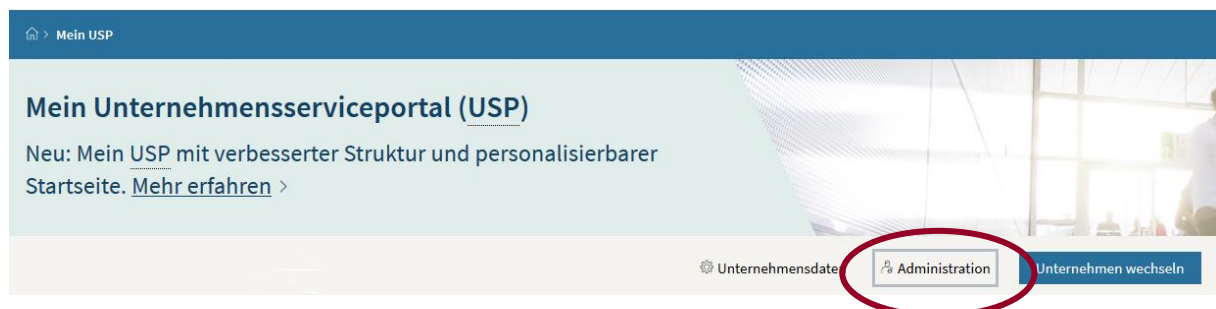 > Mein USP
Mein Unternehmensserviceportal (USP)
Neu: Mein USP mit verbesserter Struktur und personalisierbarer
Startseite. Mehr erfahren >
Unternehmensdate Administration Unternehmen wechseln